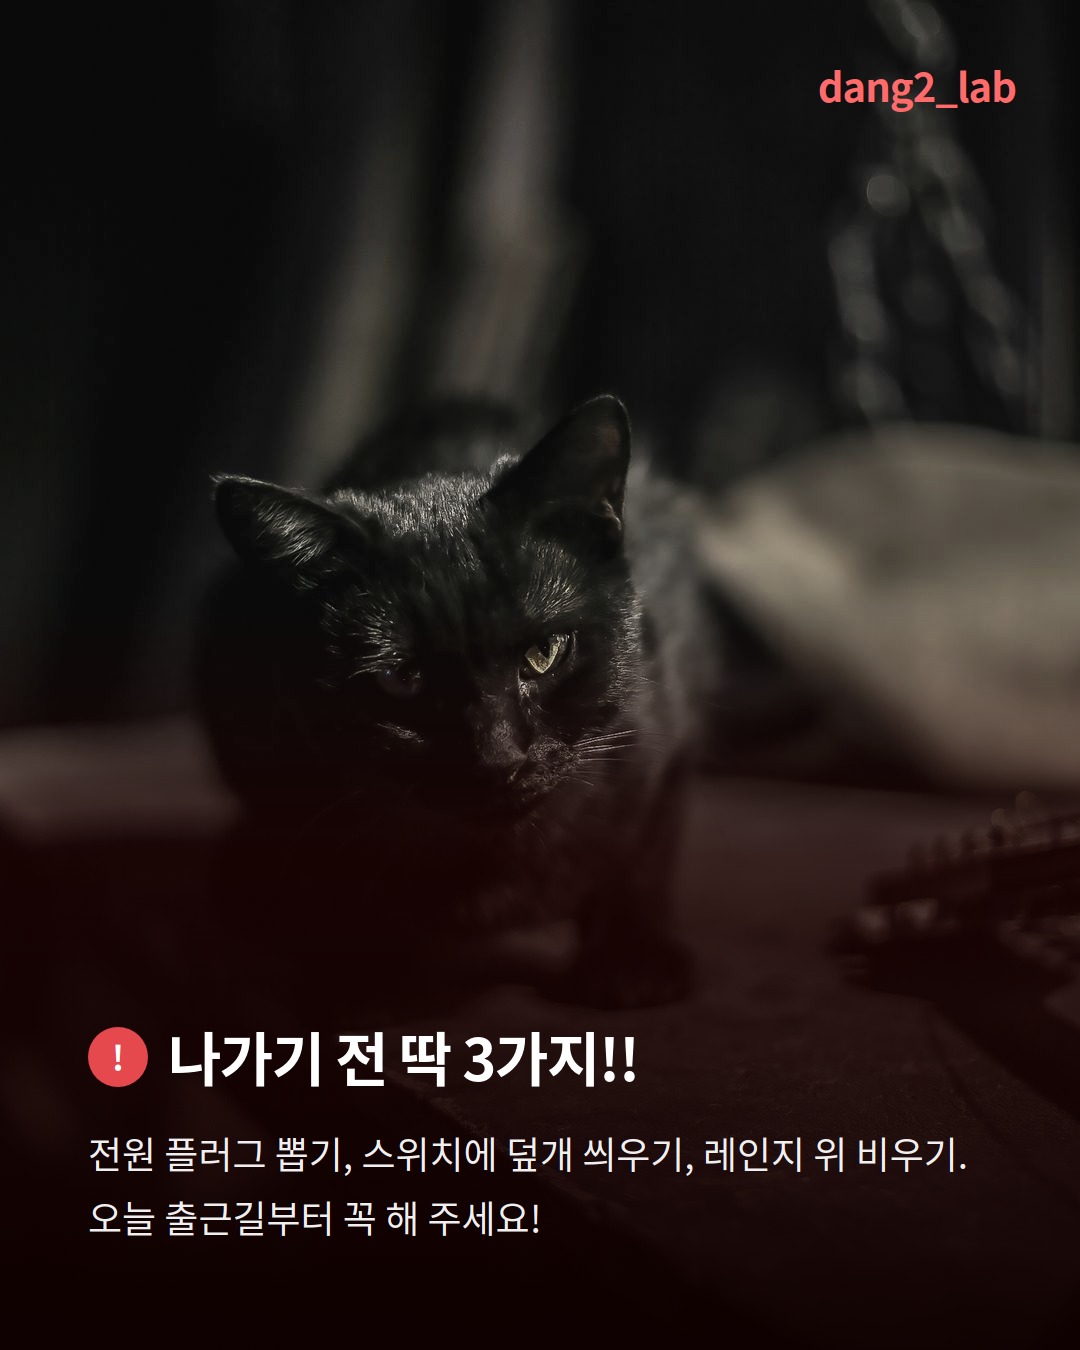 dang2_lab
! 나가기 전 딱 3가지!!
전원 플러그 뽑기, 스위치에 덮개 씌우기, 레인지 위 비우기.
오늘 출근길부터 꼭 해 주세요!